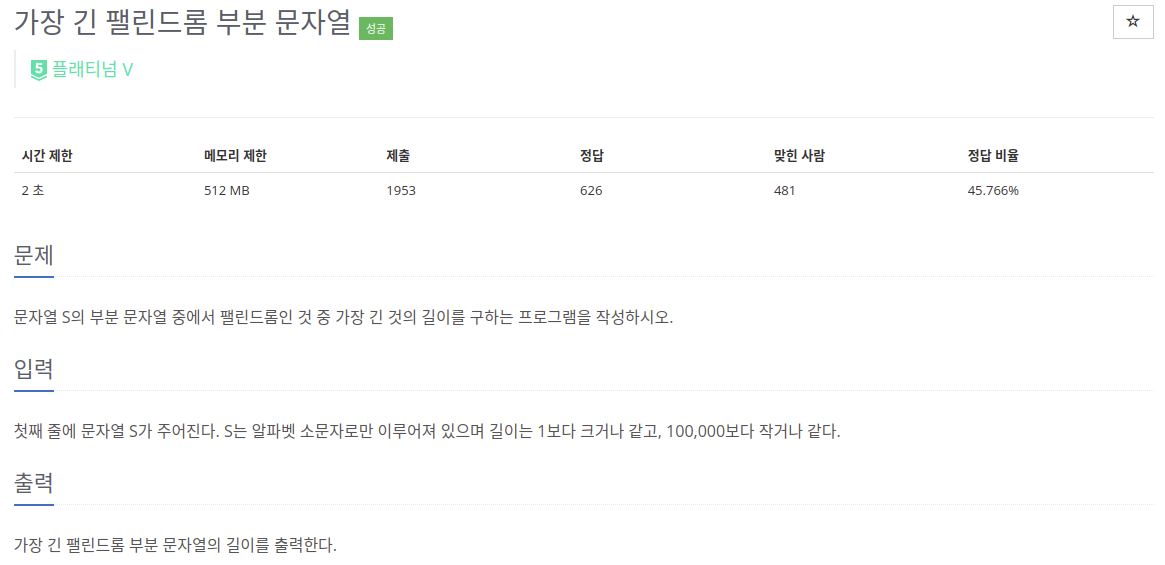 가장 긴 팰린드롬 부분 문자열 성공
☆
5 플래티넘 V
시간 제한 메모리 제한 제출 정답 맞힌 사람 정답 비율
2 초 512 MB 1953 626 481 45.766%
문제
문자열 S의 부분 문자열 중에서 팰린드롬인 것 중 가장 긴 것의 길이를 구하는 프로그램을 작성하시오.
입력
첫째 줄에 문자열 S가 주어진다. S는 알파벳 소문자로만 이루어져 있으며 길이는 1보다 크거나 같고, 100,000보다 작거나 같다.
출력
가장 긴 팰린드롬 부분 문자열의 길이를 출력한다.